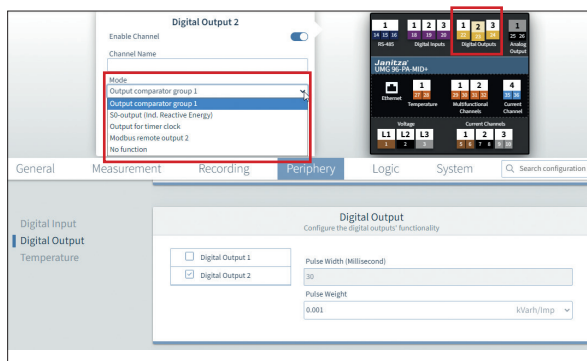 Digital Output 2
Enable Channel
Channel Name
Mode
Output comparator group 1
Output comparator group 1
S0-output (Ind. Reactive Energy)
Output for timer clock
Modbus remote output 2
No function
1 1 2 3 1 2 3 1
14 15 16 18 19 20 22 23 24 25 26
RS-485 Digital Inputs Digital Outputs Analog Output
Janitza®
UMG 96-PA-MID+
1 1 2 3 4
27 28 29 30 31 32 35 36
Ethernet Temperature Multifunctional Channels Current Channel
Voltage Current Channels
L1 L2 L3 1 2 3
1 2 3 5 6 7 8 9 10
General Measurement Recording Periphery Logic System Search configuration
Digital Input
Digital Output
Temperature
Digital Output
Configure the digital outputs' functionality
Digital Output 1
Digital Output 2
Pulse Width (Millisecond)
30
Pulse Weight
0.001 kVarh/Imp